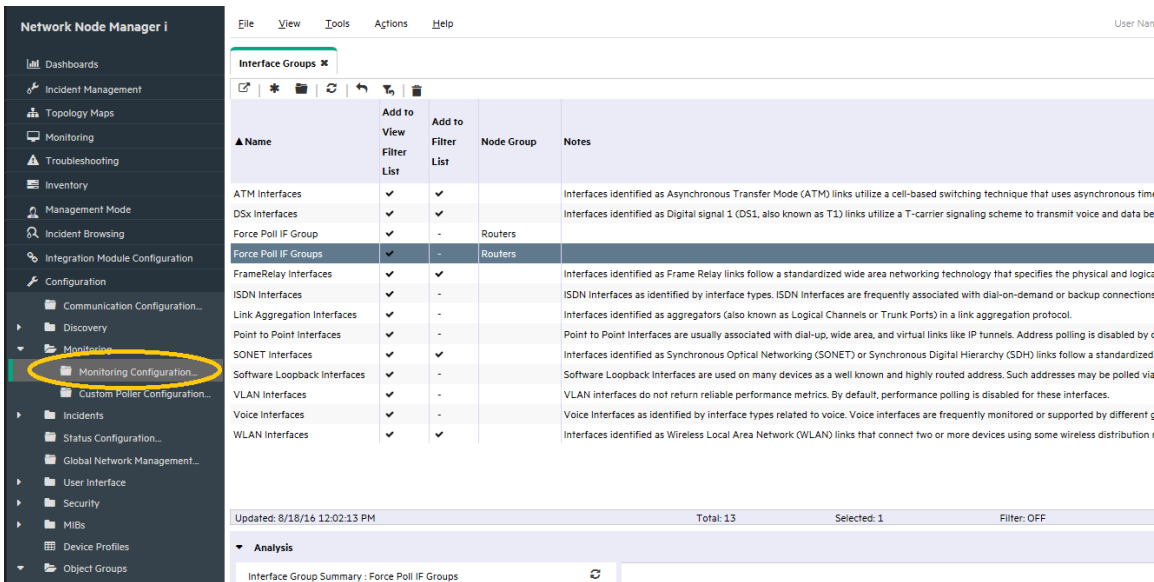 Network Node Manager i
File View Tools Actions Help
User Nam
Dashboards
Incident Management
Topology Maps
Monitoring
Troubleshooting
Inventory
Management Mode
Incident Browsing
Integration Module Configuration
Configuration
Communication Configuration...
Discovery
Monitoring
Monitoring Configuration...
Custom Poller Configuration...
Incidents
Status Configuration...
Global Network Management...
User Interface
Security
MIBs
Device Profiles
Object Groups
Interface Groups ✖
▲ Name
Add to View Filter List
Add to Filter List
Node Group
Notes
ATM Interfaces ✔ ✔ Interfaces identified as Asynchronous Transfer Mode (ATM) links utilize a cell-based switching technique that uses asynchronous time
DSx Interfaces ✔ ✔ Interfaces identified as Digital signal 1 (DS1, also known as T1) links utilize a T-carrier signaling scheme to transmit voice and data be
Force Poll IF Group ✔ - Routers
Force Poll IF Groups ✔ - Routers
FrameRelay Interfaces ✔ ✔ Interfaces identified as Frame Relay links follow a standardized wide area networking technology that specifies the physical and logica
ISDN Interfaces ✔ - ISDN Interfaces as identified by interface types. ISDN Interfaces are frequently associated with dial-on-demand or backup connections
Link Aggregation Interfaces ✔ - Interfaces identified as aggregators (also known as Logical Channels or Trunk Ports) in a link aggregation protocol.
Point to Point Interfaces ✔ - Point to Point Interfaces are usually associated with dial-up, wide area, and virtual links like IP tunnels. Address polling is disabled by
SONET Interfaces ✔ ✔ Interfaces identified as Synchronous Optical Networking (SONET) or Synchronous Digital Hierarchy (SDH) links follow a standardized
Software Loopback Interfaces ✔ - Software Loopback Interfaces are used on many devices as a well known and highly routed address. Such addresses may be polled via
VLAN Interfaces ✔ - VLAN interfaces do not return reliable performance metrics. By default, performance polling is disabled for these interfaces.
Voice Interfaces ✔ - Voice Interfaces as identified by interface types related to voice. Voice interfaces are frequently monitored or supported by different
WLAN Interfaces ✔ ✔ Interfaces identified as Wireless Local Area Network (WLAN) links that connect two or more devices using some wireless distribution
Updated: 8/18/16 12:02:13 PM Total: 13 Selected: 1 Filter: OFF
Analysis
Interface Group Summary : Force Poll IF Groups